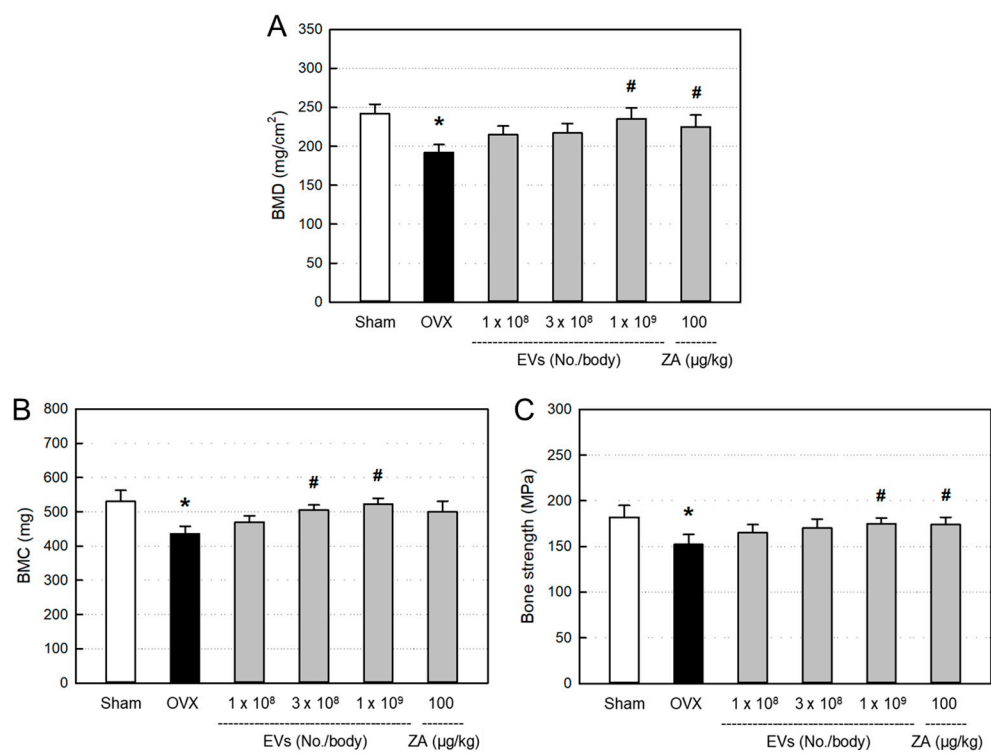 A
BMD (mg/cm²)
300
250
200
150
100
50
0
*
#
#
Sham OVX 1 x 10⁸ 3 x 10⁸ 1 x 10⁹ 100
EVs (No./body) ZA (µg/kg)
B
BMC (mg)
800
700
600
500
400
300
200
100
0
*
#
#
Sham OVX 1 x 10⁸ 3 x 10⁸ 1 x 10⁹ 100
EVs (No./body) ZA (µg/kg)
C
Bone strength (MPa)
300
250
200
150
100
50
0
*
#
#
Sham OVX 1 x 10⁸ 3 x 10⁸ 1 x 10⁹ 100
EVs (No./body) ZA (µg/kg)